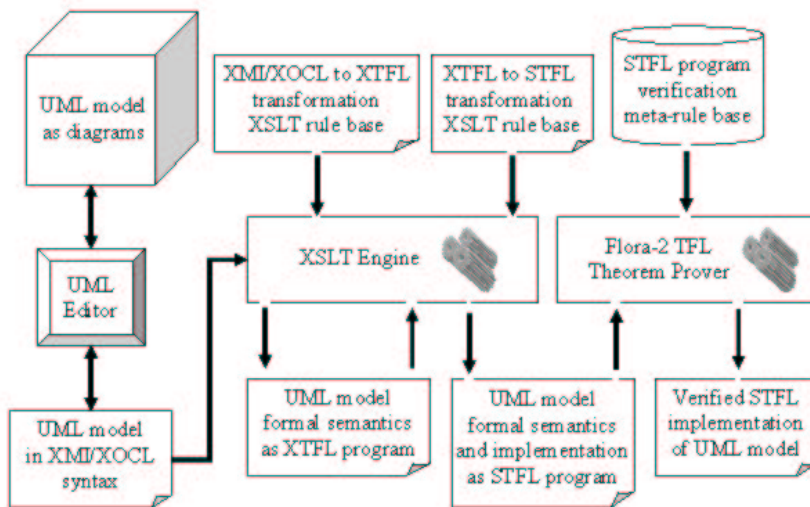 UML model
as diagrams
XMI/XOCL to XTFL
transformation
XSLT rule base
XTFL to STFL
transformation
XSLT rule base
STFL program
verification
meta-rule base
UML
Editor
XSLT Engine
Flora-2 TFL
Theorem Prover
UML model
in XMI/XOCL
syntax
UML model
formal semantics
as XTFL program
UML model
formal semantics
and implementation
as STFL program
Verified STFL
implementation
of UML model